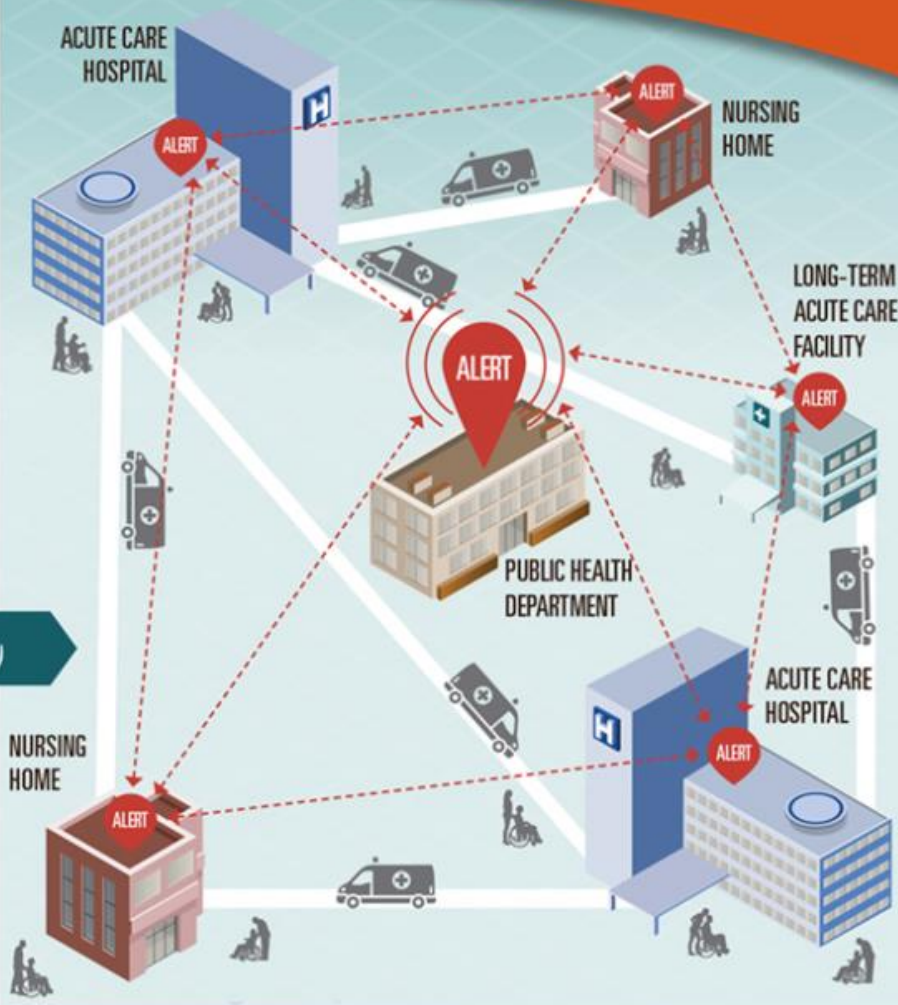 ACUTE CARE
HOSPITAL
H
ALERT
ALERT
NURSING
HOME
LONG-TERM
ACUTE CARE
FACILITY
ALERT
ALERT
PUBLIC HEALTH
DEPARTMENT
ACUTE CARE
HOSPITAL
H
ALERT
NURSING
HOME
ALERT